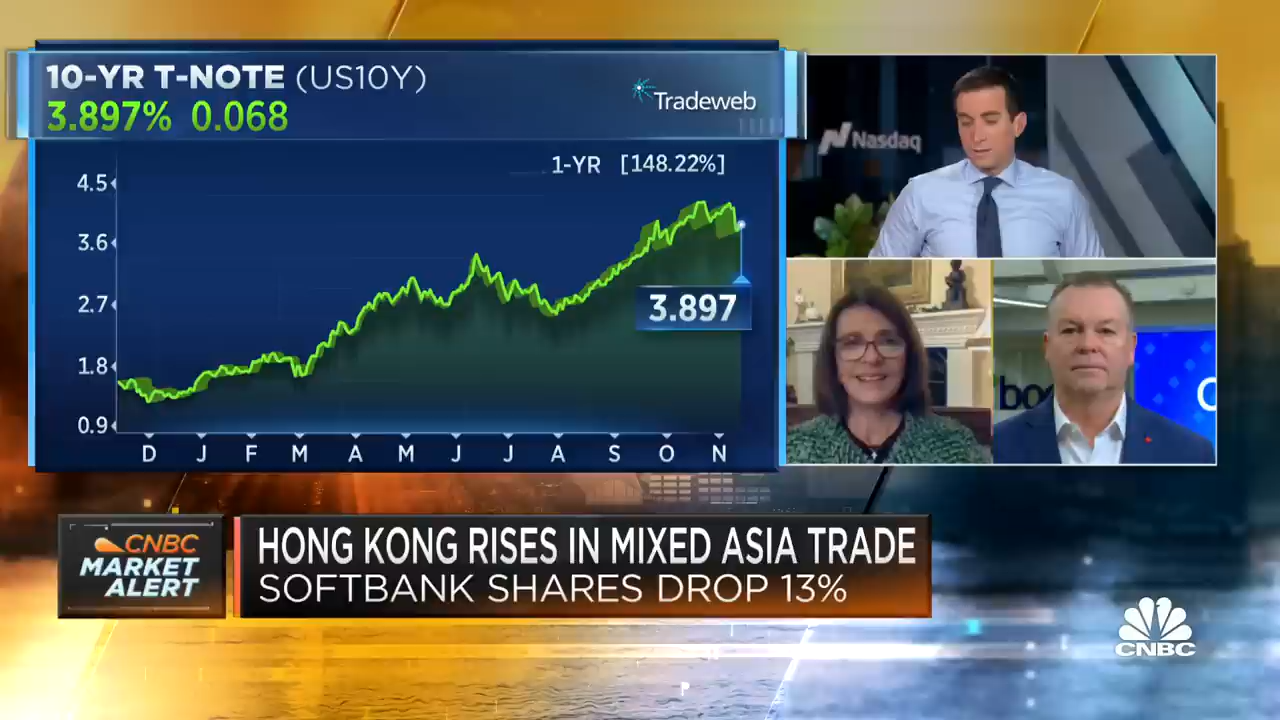 10-YR T-NOTE (US10Y)
3.897% 0.068
Tradeweb
1-YR [148.22%]
4.5
3.6
2.7
1.8
0.9
3.897
D J F M A M J J A S O N
Nasdaq
CNBC
MARKET
ALERT
HONG KONG RISES IN MIXED ASIA TRADE
SOFTBANK SHARES DROP 13%
CNBC